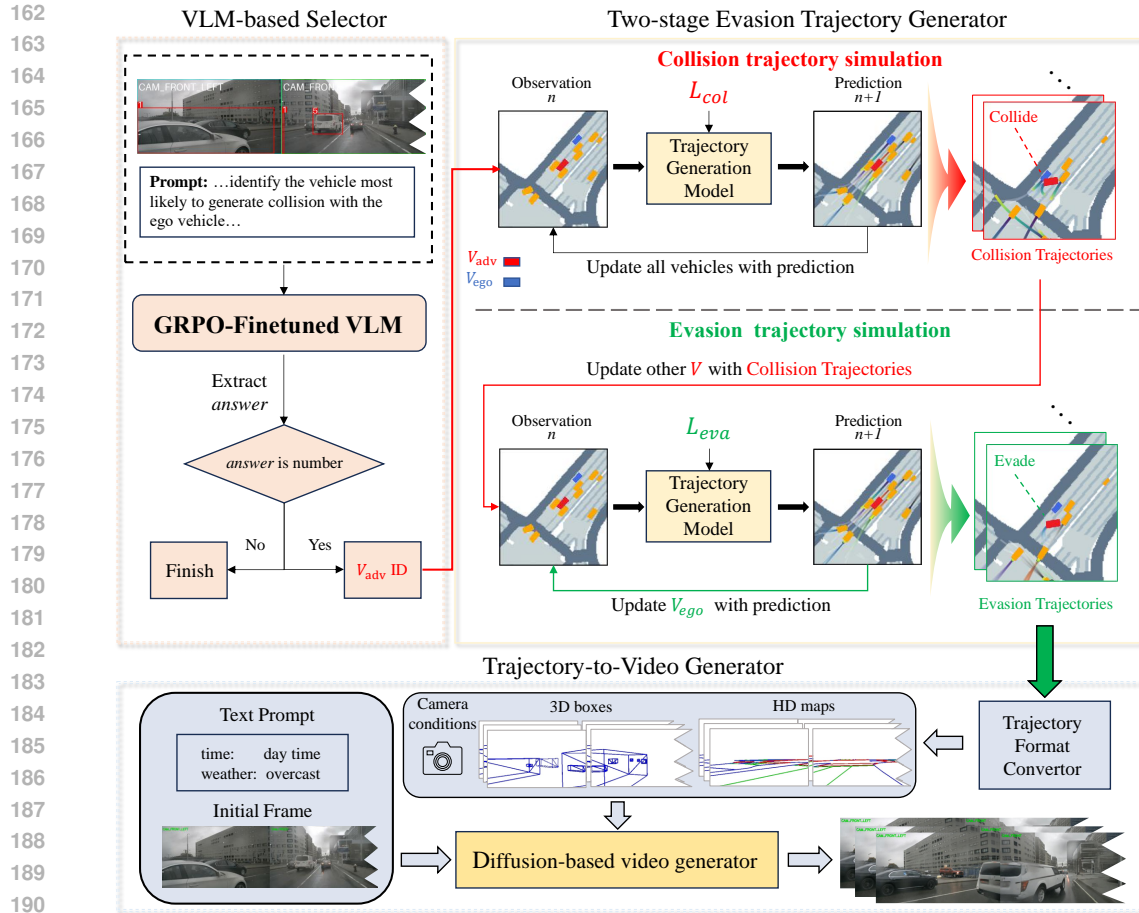 162
163
164
165
166
167
168
169
170
171
172
173
174
175
176
177
178
179
180
181
182
183
184
185
186
187
188
189
190
VLM-based Selector
CAM_FRONT_LEFT
CAM_FRON
1
1
5
Prompt: …identify the vehicle most
likely to generate collision with the
ego vehicle…
GRPO-Finetuned VLM
Extract
answer
answer is number
No
Yes
Finish
V_adv ID
Two-stage Evasion Trajectory Generator
Collision trajectory simulation
Observation
n
L_col
Prediction
n+1
Trajectory
Generation
Model
Collide
V_adv
V_ego
Update all vehicles with prediction
Collision Trajectories
Evasion trajectory simulation
Update other V with Collision Trajectories
Observation
n
L_eva
Prediction
n+1
Trajectory
Generation
Model
Evade
Update V_ego with prediction
Evasion Trajectories
Trajectory-to-Video Generator
Text Prompt
time: day time
weather: overcast
Initial Frame
Camera
conditions
3D boxes
HD maps
Trajectory
Format
Convertor
Diffusion-based video generator